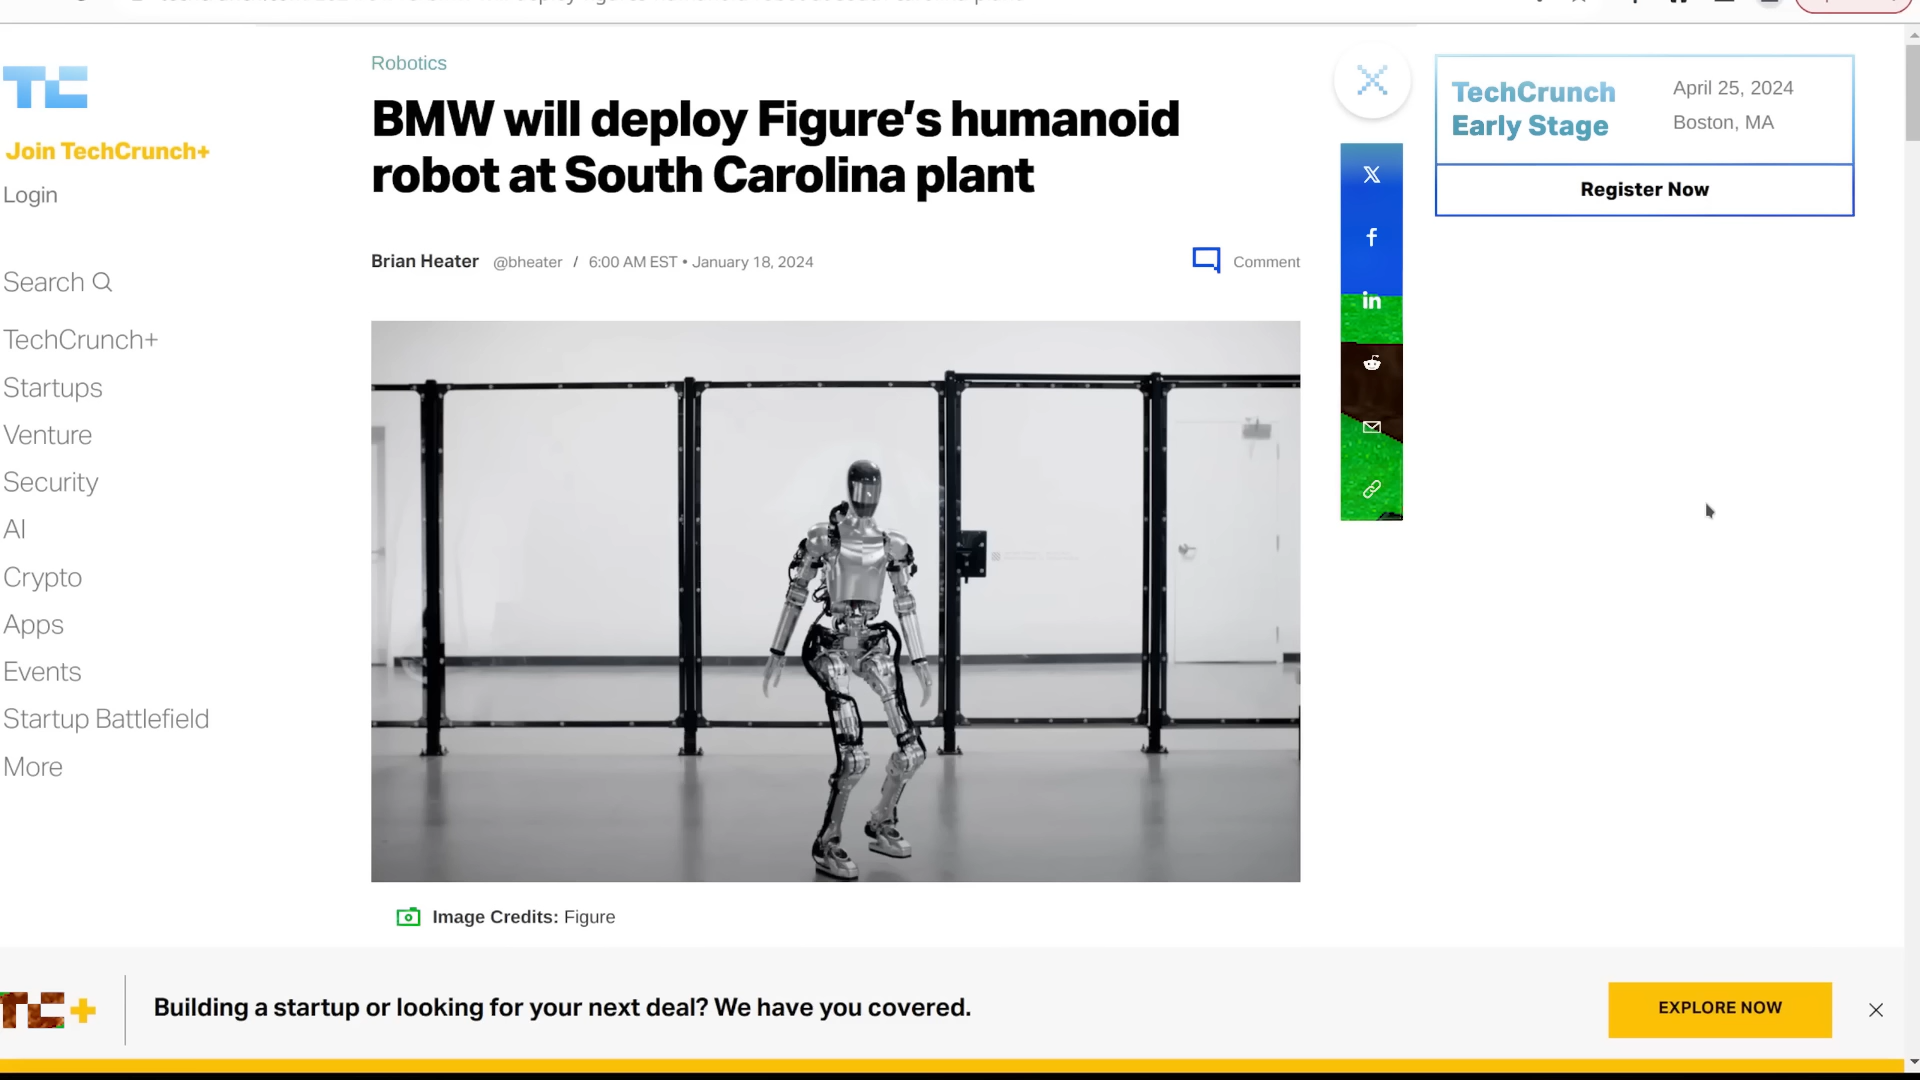 Robotics
BMW will deploy Figure's humanoid
robot at South Carolina plant
Brian Heater @bheater / 6:00 AM EST • January 18, 2024
Comment
TC
Join TechCrunch+
Login
Search
TechCrunch+
Startups
Venture
Security
AI
Crypto
Apps
Events
Startup Battlefield
More
X
f
in
TechCrunch
Early Stage
April 25, 2024
Boston, MA
Register Now
Image Credits: Figure
TC+
Building a startup or looking for your next deal? We have you covered.
EXPLORE NOW